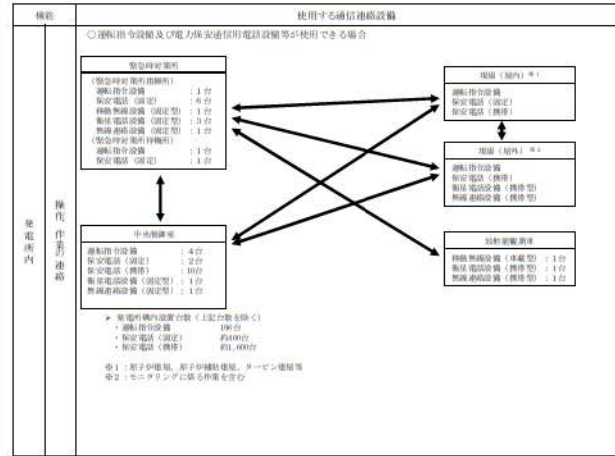 機能
使用する通信連絡設備
発電所内
操作、作業の連絡
○運転指令設備及び電力保安通信用電話設備等が使用できる場合
緊急時対策所
(緊急時対策所指揮所)
運転指令設備 :1台
保安電話(固定) :6台
移動無線設備(固定型) :1台
衛星電話設備(固定型) :3台
無線連絡設備(固定型) :1台
(緊急時対策所待機所)
運転指令設備 :1台
保安電話(固定) :1台
中央制御室
運転指令設備 :4台
保安電話(固定) :2台
保安電話(携帯) :10台
衛星電話設備(固定型) :1台
無線連絡設備(固定型) :1台
現場(屋内)※1
運転指令設備
保安電話(固定)
保安電話(携帯)
現場(屋外)※2
運転指令設備
保安電話(携帯)
衛星電話設備(携帯型)
無線連絡設備(携帯型)
放射能観測車
移動無線設備(車載型):1台
衛星電話設備(携帯型):1台
無線連絡設備(携帯型):1台
➢ 発電所構内設置台数(上記台数を除く)
・運転指令設備
・保安電話(固定) 約400台
・保安電話(携帯) 約1,600台
※1:原子炉建屋、原子炉補助建屋、タービン建屋等
※2:モニタリングに係る作業を含む